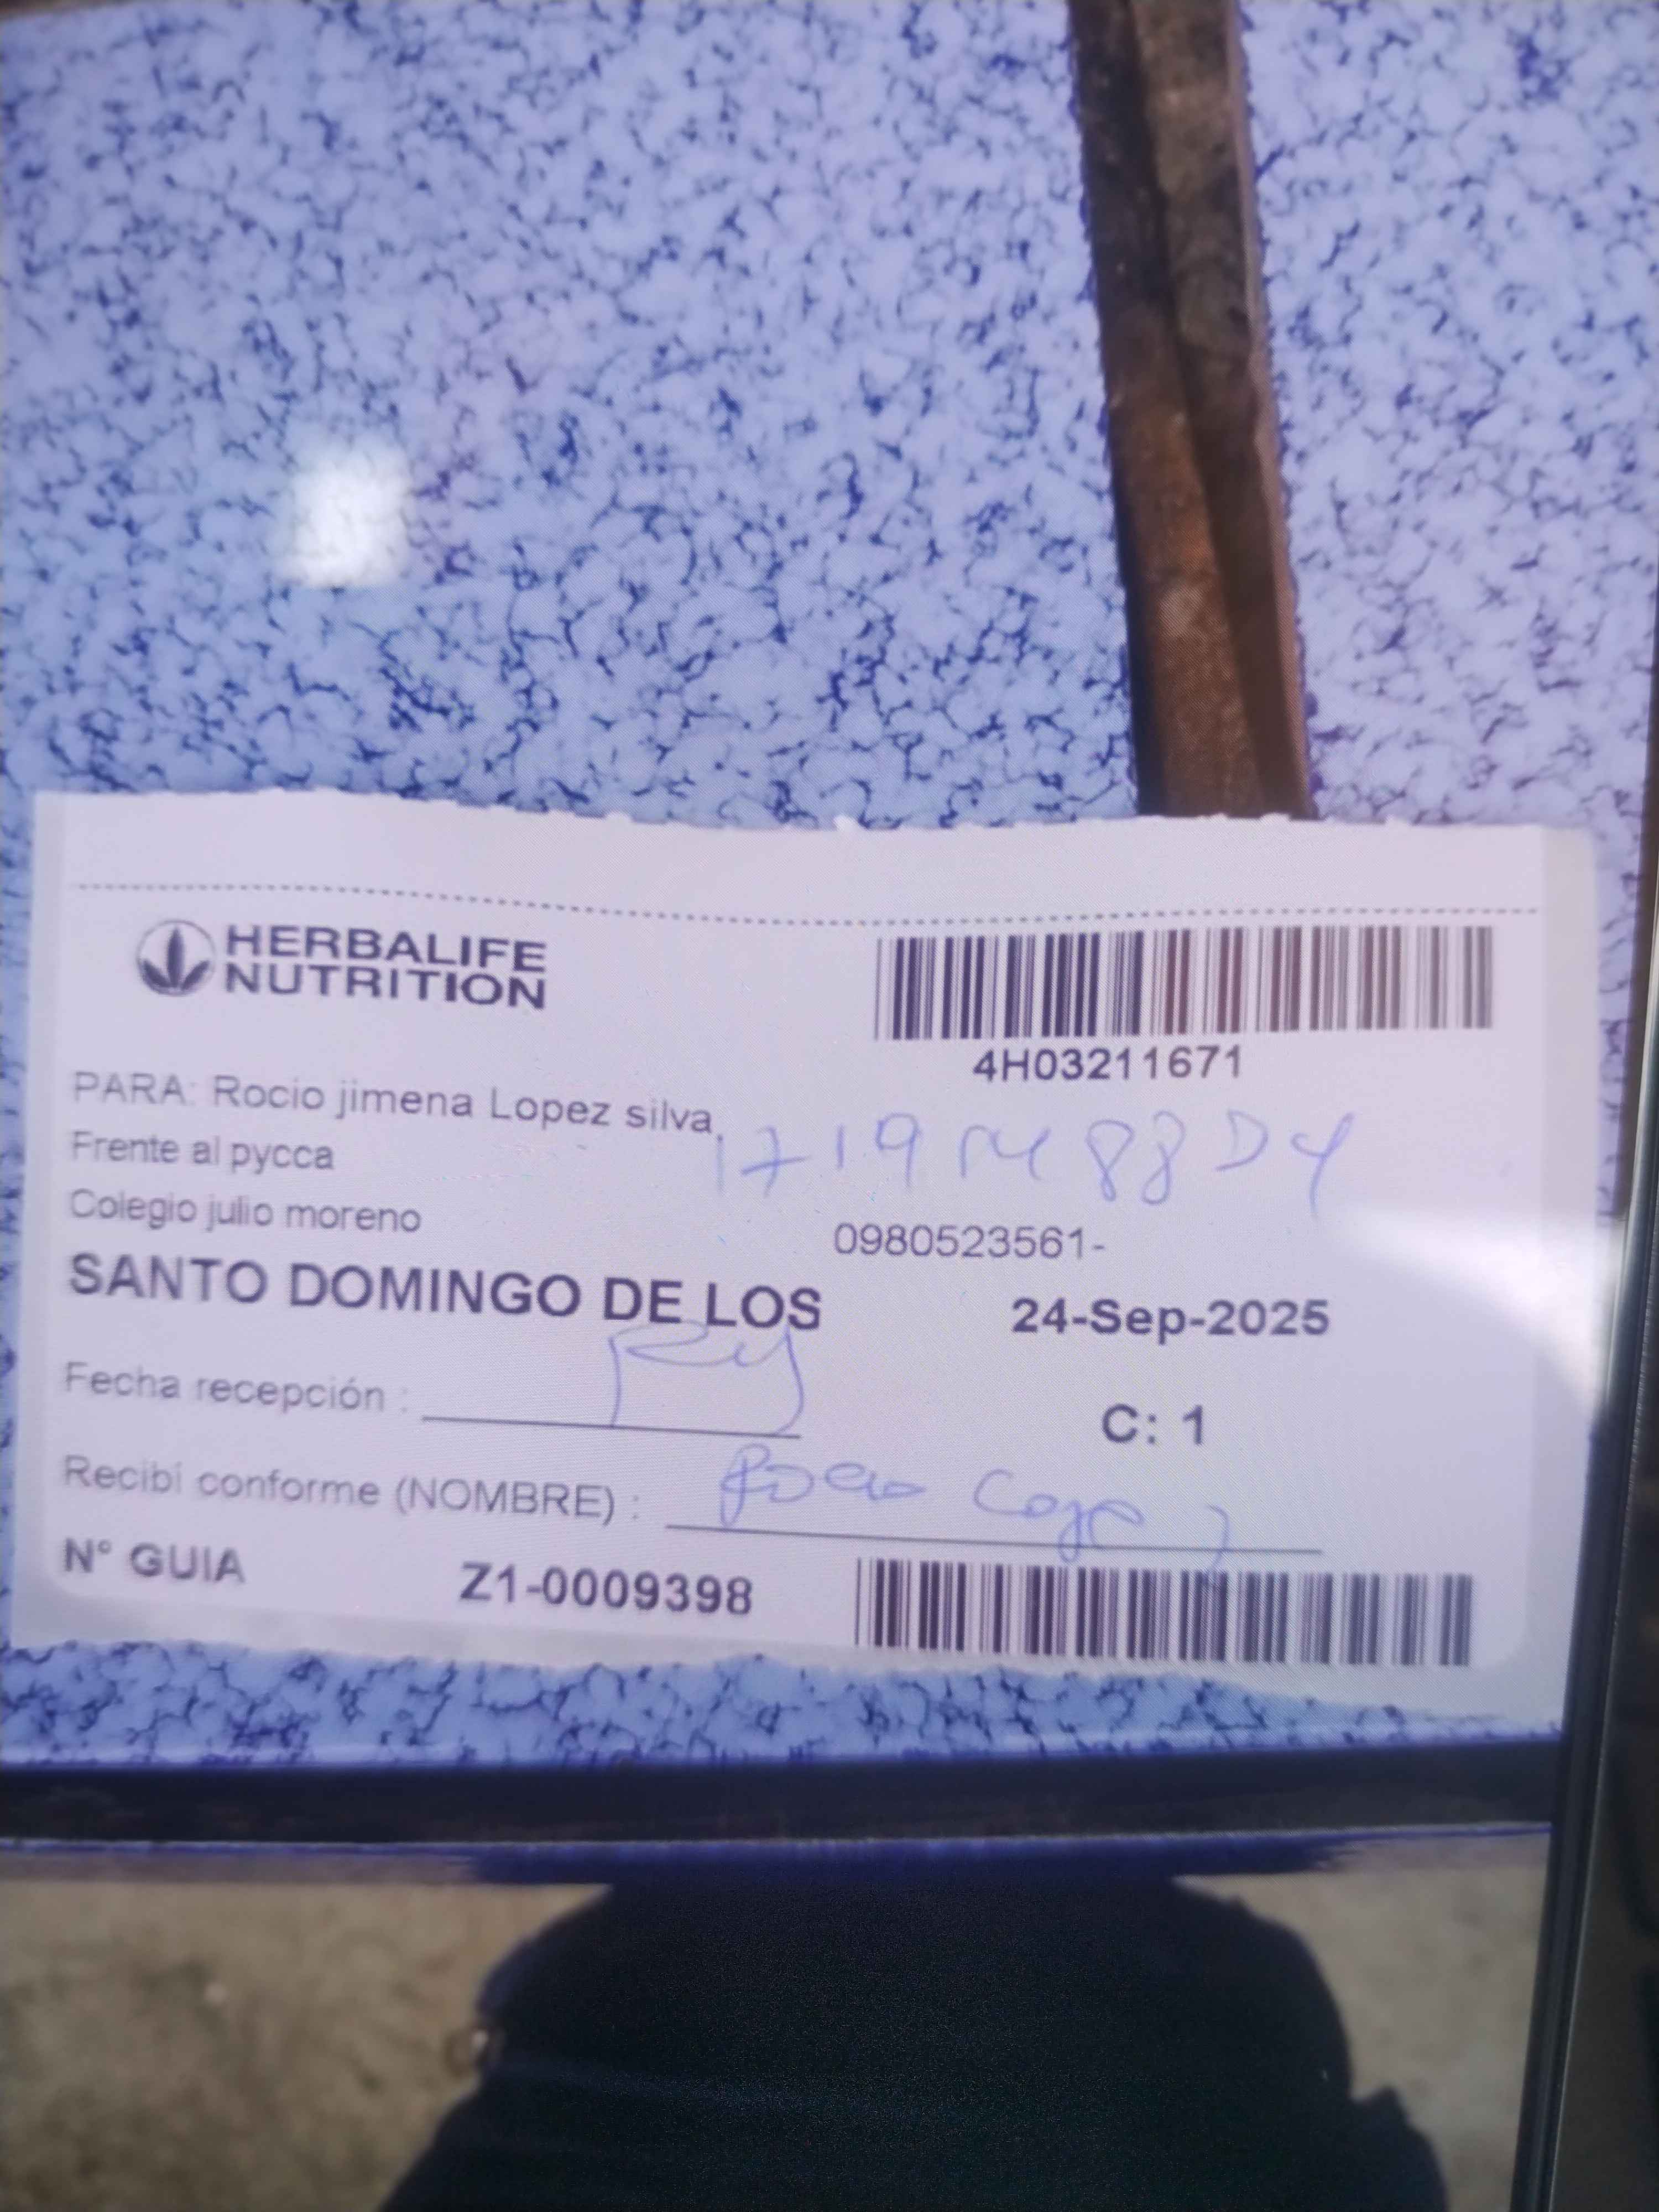 HERBALIFE
NUTRITION
4H03211671
PARA: Rocio jimena Lopez silva,
Frente al pycca
Colegio julio moreno
0980523561-
SANTO DOMINGO DE LOS
24-Sep-2025
Fecha recepción :
C: 1
Recibí conforme (NOMBRE) : Rocio
N° GUIA
Z1-0009398